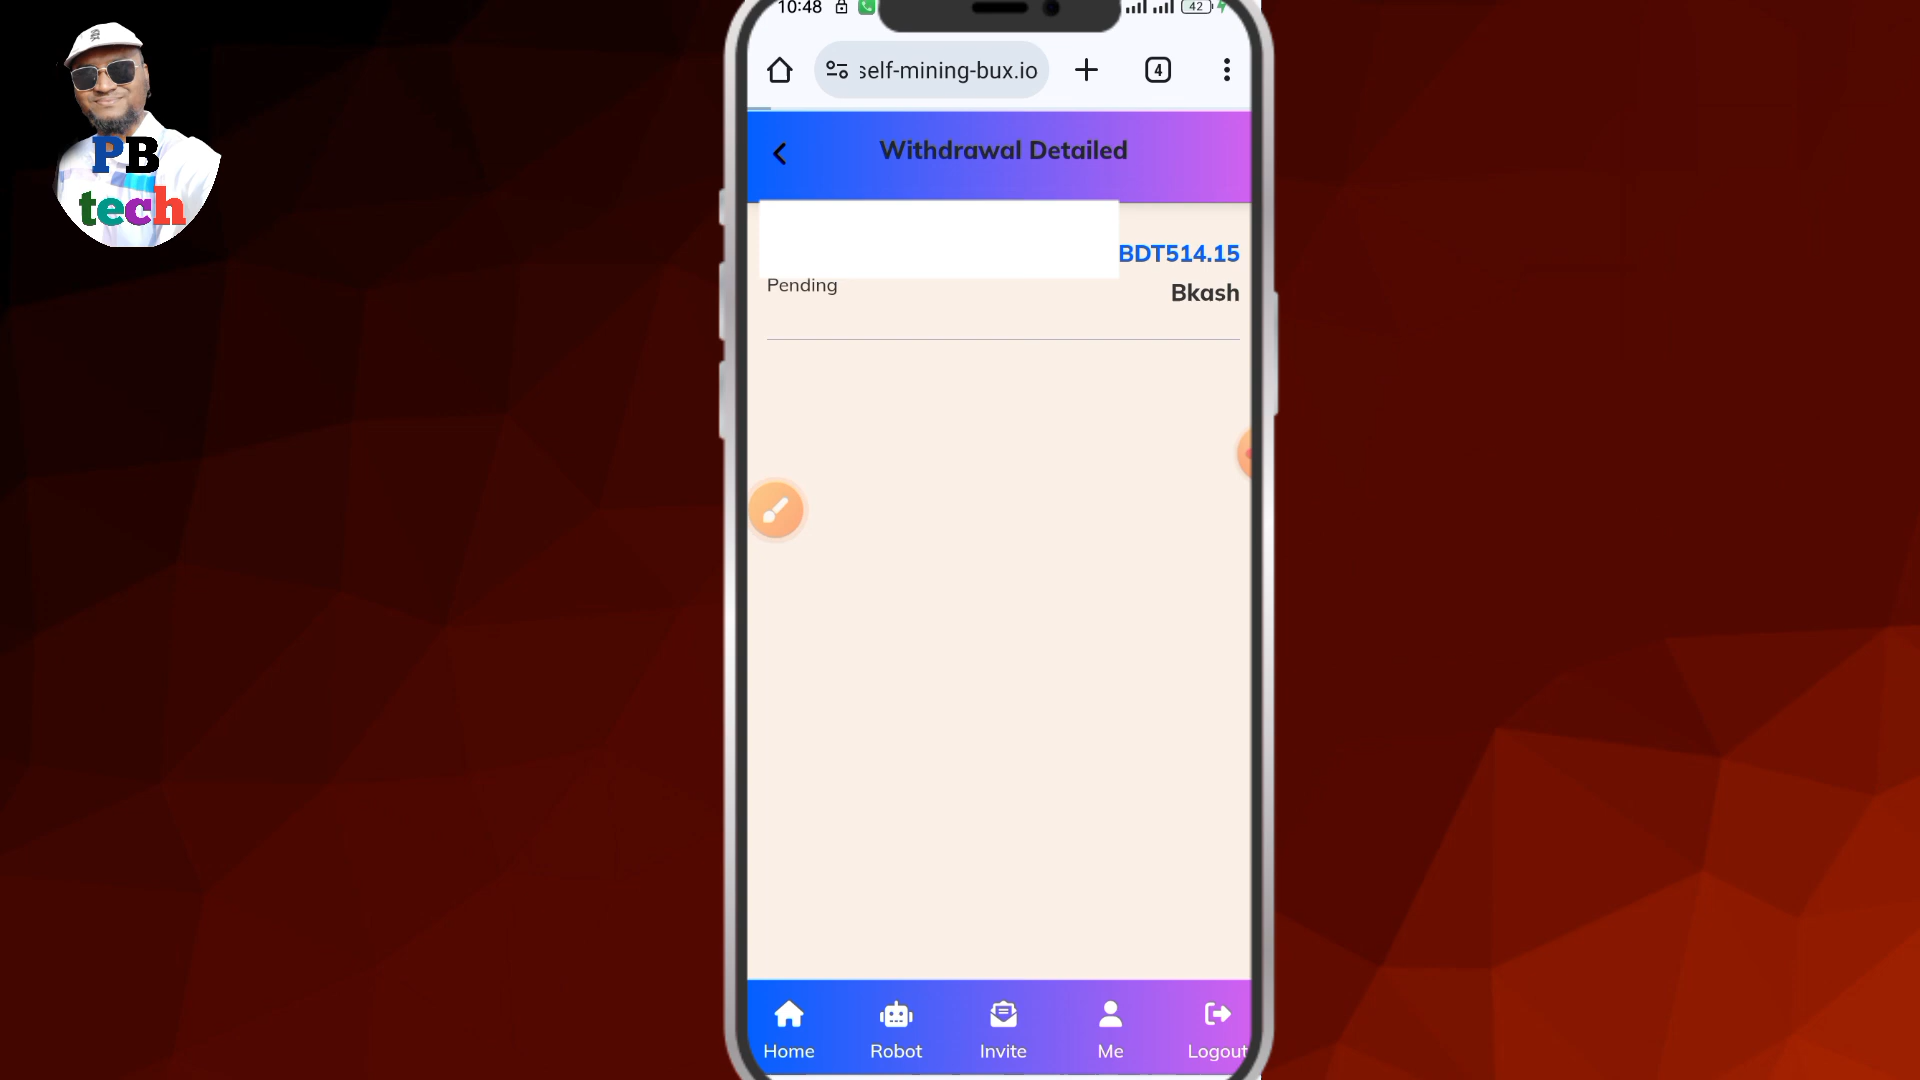 PB
tech
10:48
42
self-mining-bux.io
4
Withdrawal Detailed
BDT514.15
Pending
Bkash
Home
Robot
Invite
Me
Logout